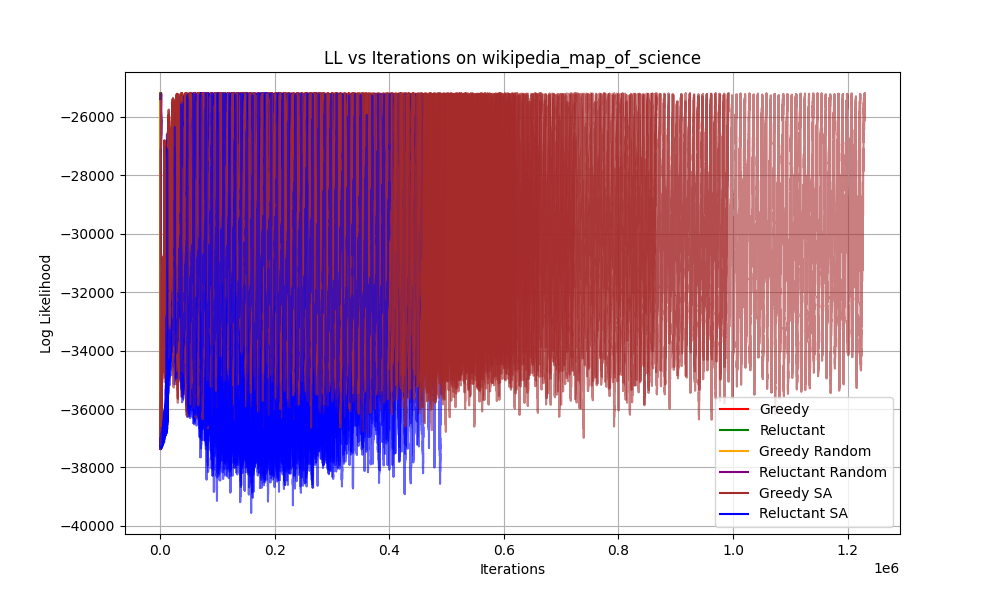 LL vs Iterations on wikipedia_map_of_science
Log Likelihood
−26000
−28000
−30000
−32000
−34000
−36000
−38000
−40000
0.0 0.2 0.4 0.6 0.8 1.0 1.2
1e6
Iterations
Greedy
Reluctant
Greedy Random
Reluctant Random
Greedy SA
Reluctant SA